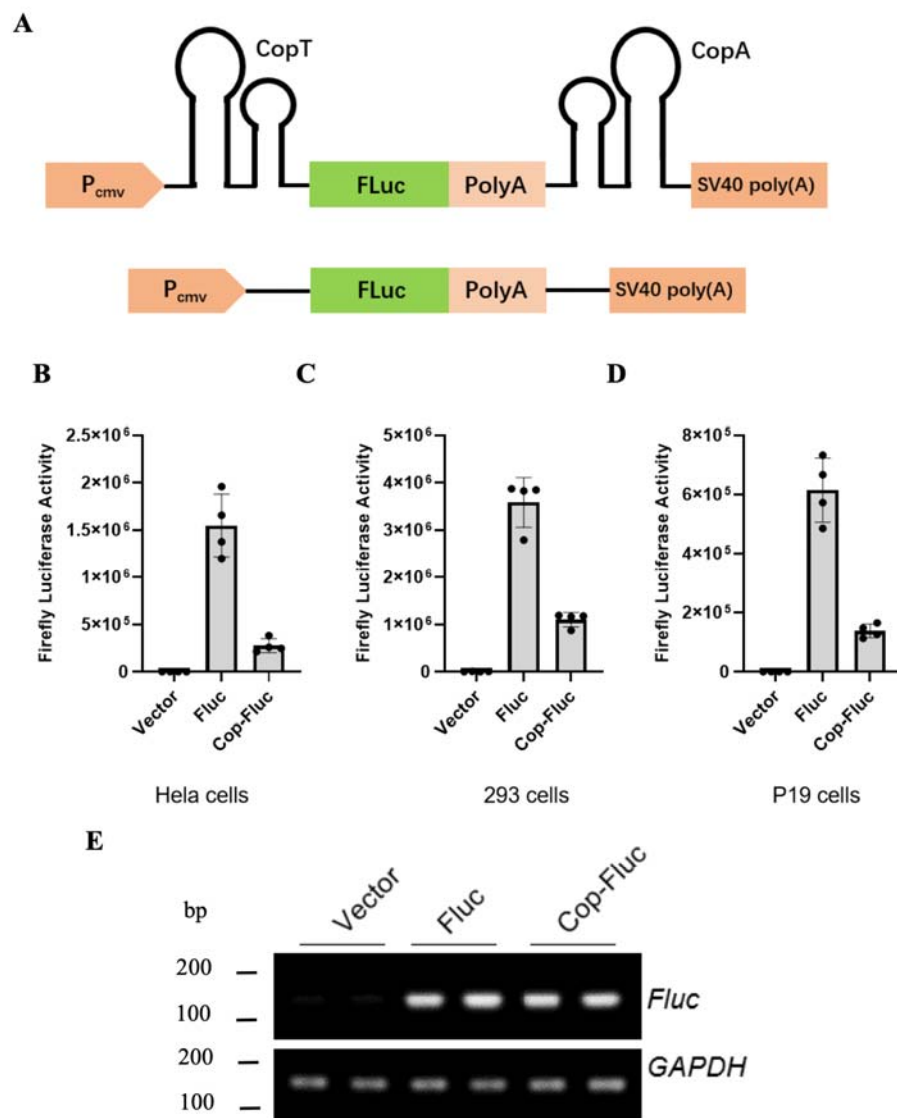 A
CopT
CopA
Pcmv
FLuc
PolyA
SV40 poly(A)
Pcmv
FLuc
PolyA
SV40 poly(A)
B
Firefly Luciferase Activity
2.5×10⁶
2×10⁶
1.5×10⁶
1×10⁶
5×10⁵
0
Vector
Fluc
Cop-Fluc
Hela cells
C
Firefly Luciferase Activity
5×10⁶
4×10⁶
3×10⁶
2×10⁶
1×10⁶
0
Vector
Fluc
Cop-Fluc
293 cells
D
Firefly Luciferase Activity
8×10⁵
6×10⁵
4×10⁵
2×10⁵
0
Vector
Fluc
Cop-Fluc
P19 cells
E
bp
Vector
Fluc
Cop-Fluc
200
100
Fluc
200
100
GAPDH